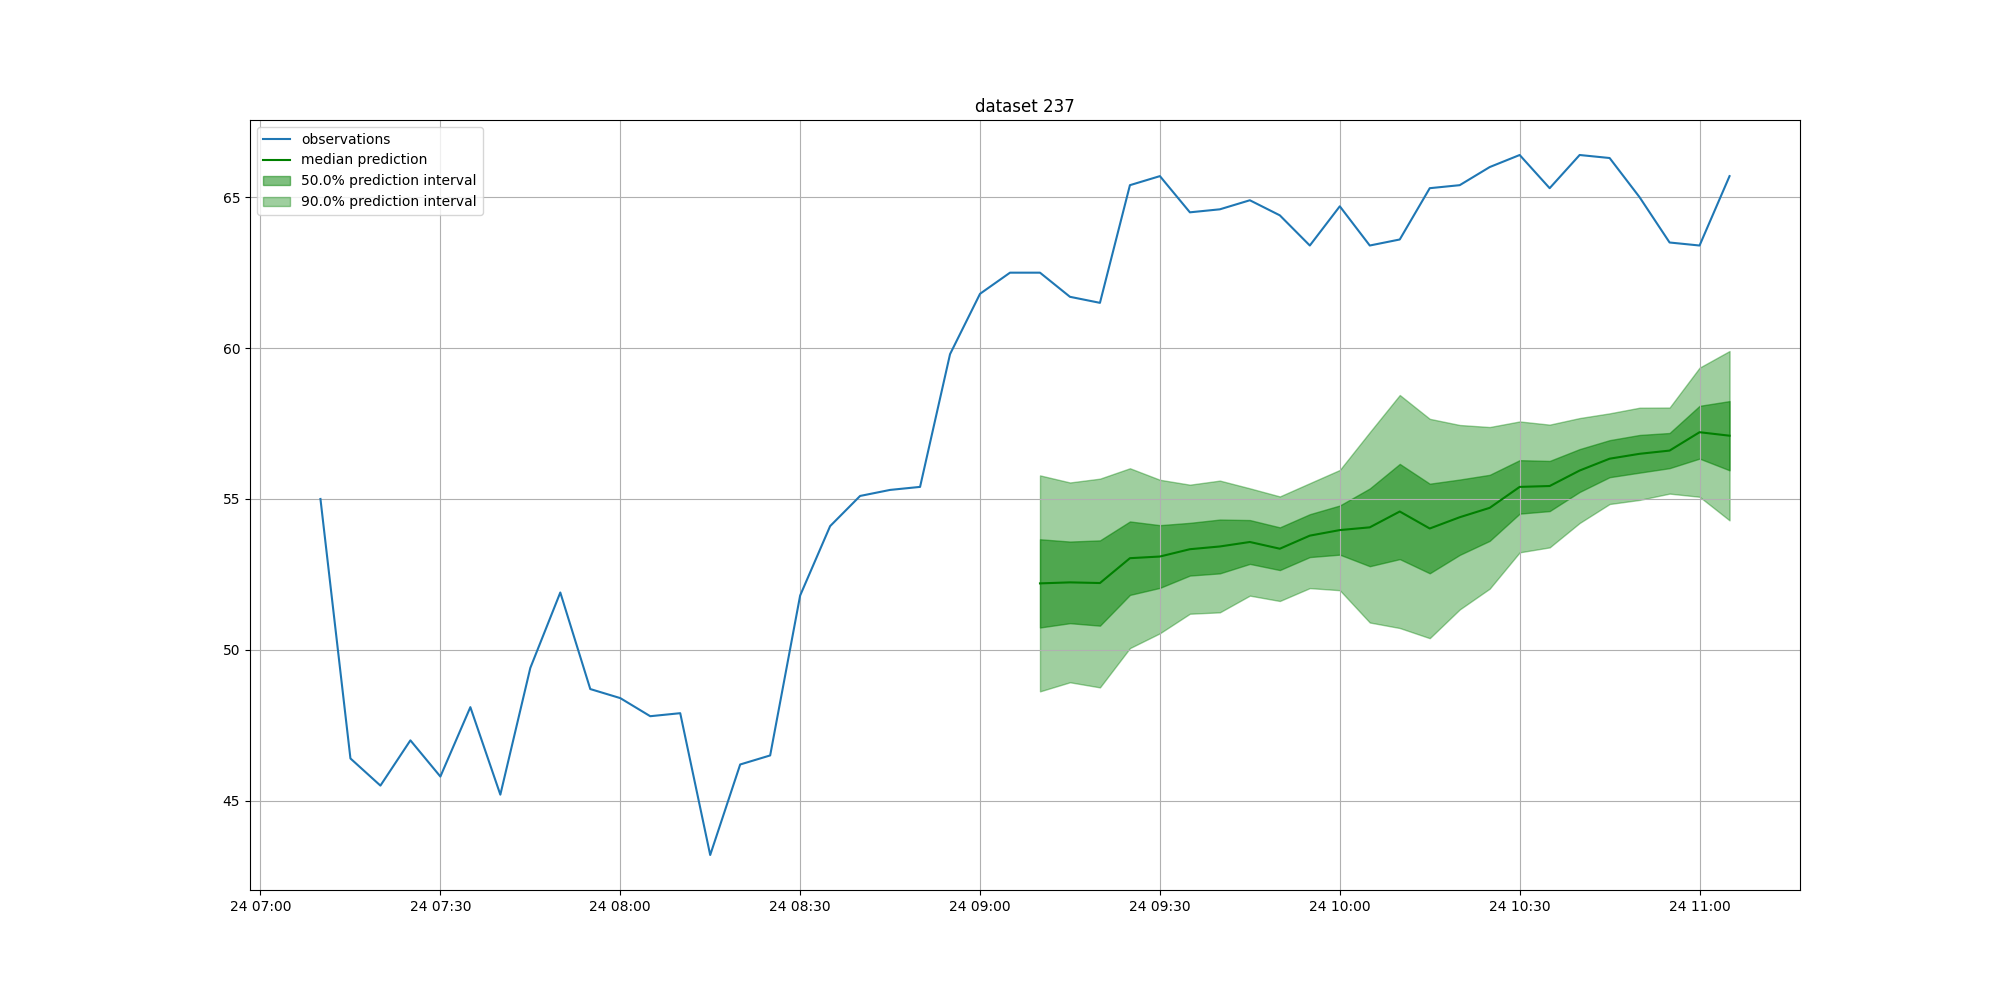 dataset 237
observations
median prediction
50.0% prediction interval
90.0% prediction interval
65
60
55
50
45
24 07:00 24 07:30 24 08:00 24 08:30 24 09:00 24 09:30 24 10:00 24 10:30 24 11:00